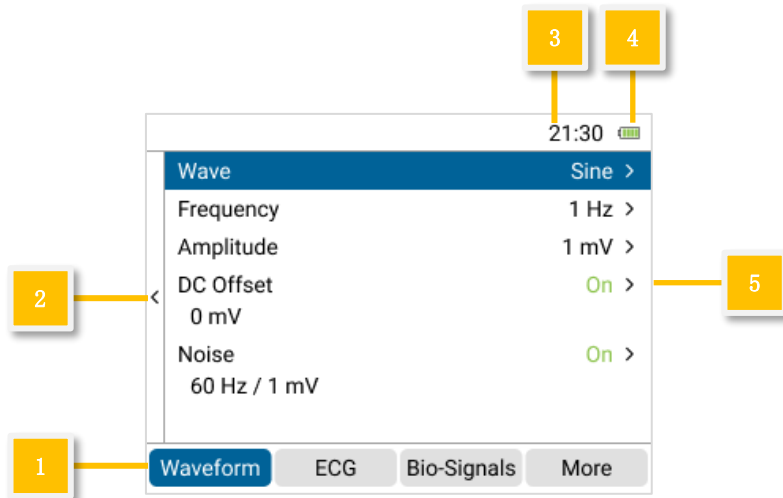 3 4
21:30
Wave Sine >
Frequency 1 Hz >
Amplitude 1 mV >
DC Offset On >
2 < 5
0 mV
Noise On >
60 Hz / 1 mV
1 Waveform ECG Bio-Signals More